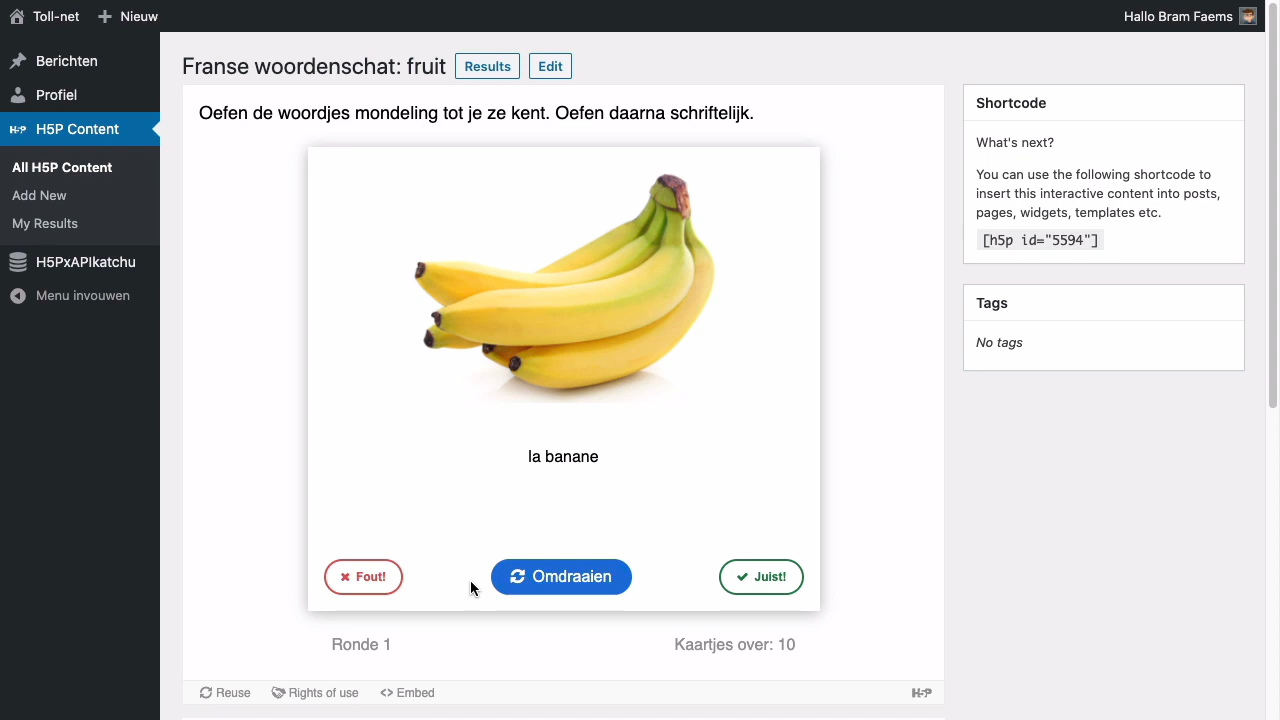 Toll-net
Nieuw
Hallo Bram Faems
Berichten
Profiel
H5P H5P Content
All H5P Content
Add New
My Results
H5PxAPIkatchu
Menu invouwen
Franse woordenschat: fruit
Results
Edit
Oefen de woordjes mondeling tot je ze kent. Oefen daarna schriftelijk.
la banane
Fout!
Omdraaien
Juist!
Ronde 1
Kaartjes over: 10
Reuse
Rights of use
<> Embed
H5P
Shortcode
What's next?
You can use the following shortcode to
insert this interactive content into posts,
pages, widgets, templates etc.
[h5p id="5594"]
Tags
No tags